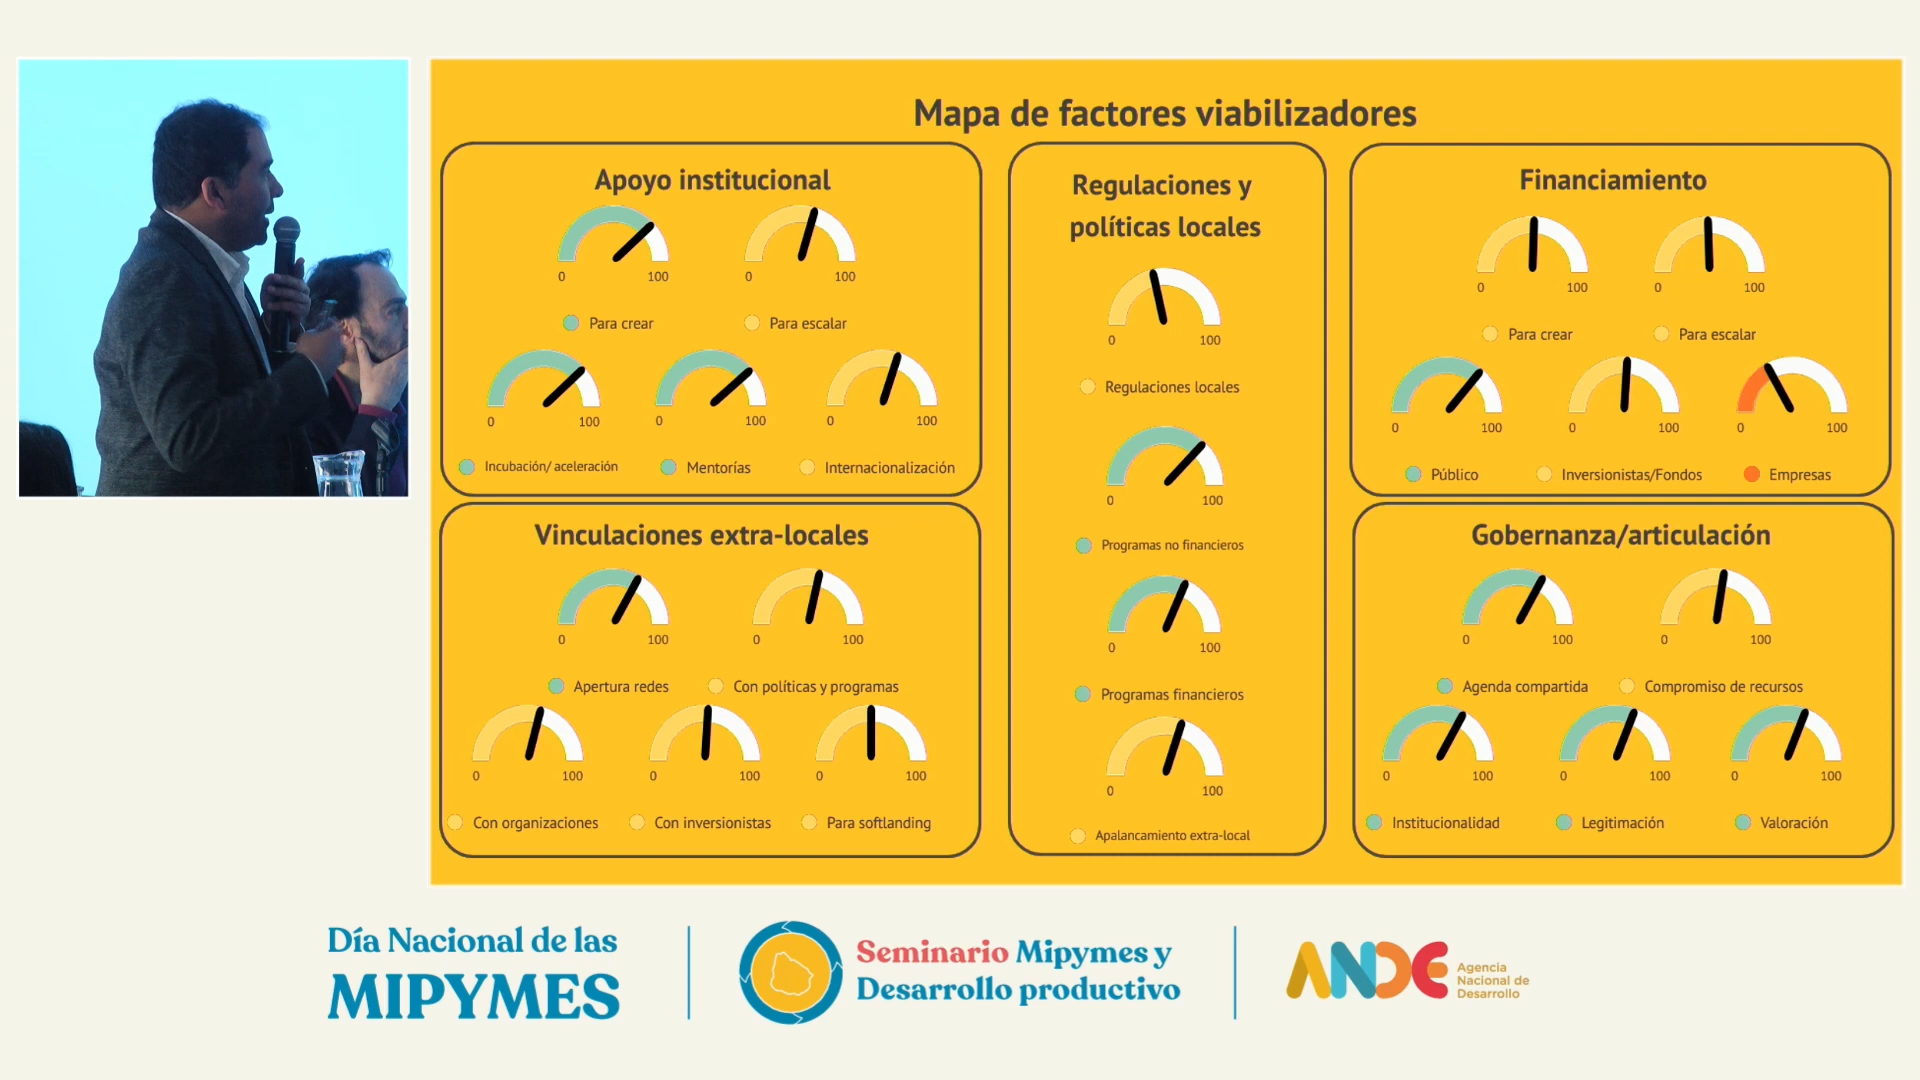 Mapa de factores viabilizadores
Apoyo institucional
0 100 0 100
Para crear Para escalar
0 100 0 100 0 100
Incubación/ aceleración Mentorías Internacionalización
Vinculaciones extra-locales
0 100 0 100
Apertura redes Con políticas y programas
0 100 0 100 0 100
Con organizaciones Con inversionistas Para softlanding
Regulaciones y
políticas locales
0 100
Regulaciones locales
0 100
Programas no financieros
0 100
Programas financieros
0 100
Apalancamiento extra-local
Financiamiento
0 100 0 100
Para crear Para escalar
0 100 0 100 0 100
Público Inversionistas/Fondos Empresas
Gobernanza/articulación
0 100 0 100
Agenda compartida Compromiso de recursos
0 100 0 100 0 100
Institucionalidad Legitimación Valoración
Día Nacional de las
MIPYMES
Seminario Mipymes y
Desarrollo productivo
ANDE
Agencia
Nacional de
Desarrollo